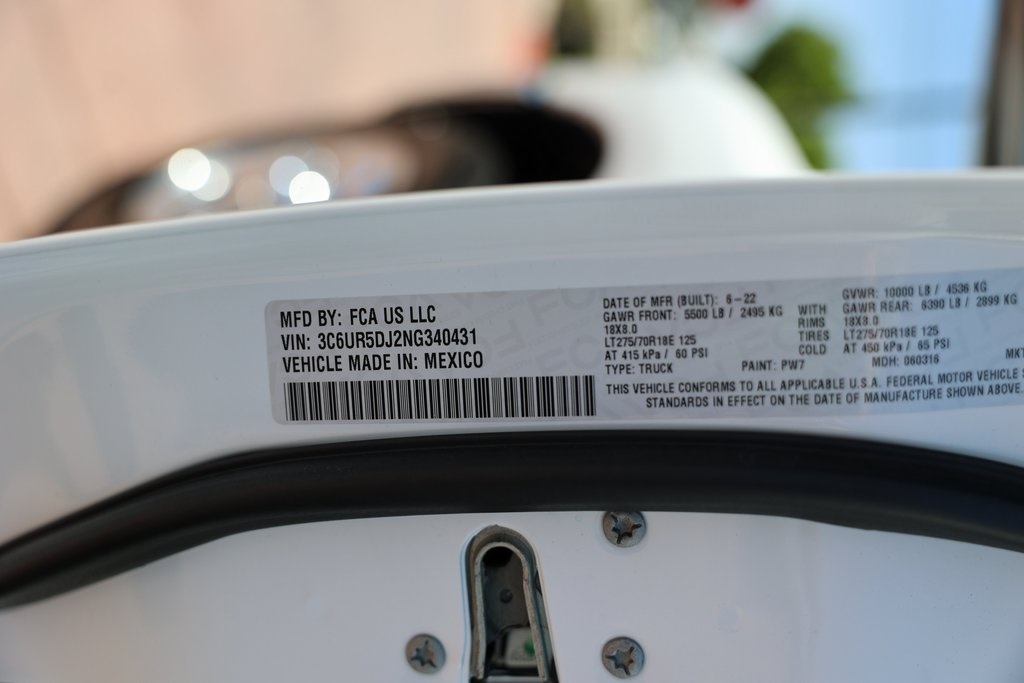 MFD BY: FCA US LLC
VIN: 3C6UR5DJ2NG340431
VEHICLE MADE IN: MEXICO
DATE OF MFR (BUILT): 6-22 GVWR: 10000 LB / 4536 KG
GAWR FRONT: 5500 LB / 2495 KG WITH GAWR REAR: 6390 LB / 2899 KG
18X8.0 RIMS 18X8.0
LT275/70R18E 125 TIRES LT275/70R18E 125
AT 415 kPa / 60 PSI COLD AT 450 kPa / 65 PSI
TYPE: TRUCK PAINT: PW7 MDH: 060316 MKT
THIS VEHICLE CONFORMS TO ALL APPLICABLE U.S.A. FEDERAL MOTOR VEHICLE S
STANDARDS IN EFFECT ON THE DATE OF MANUFACTURE SHOWN ABOVE.